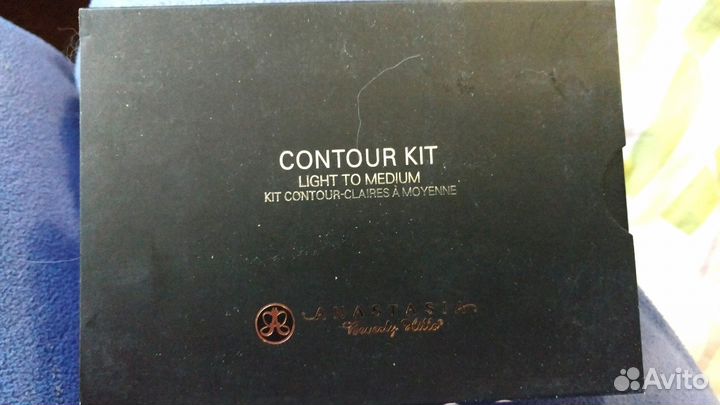 CONTOUR KIT
LIGHT TO MEDIUM
KIT CONTOUR-CLAIRES À MOYENNE
ANASTASIA
Beverly Hills
Avito